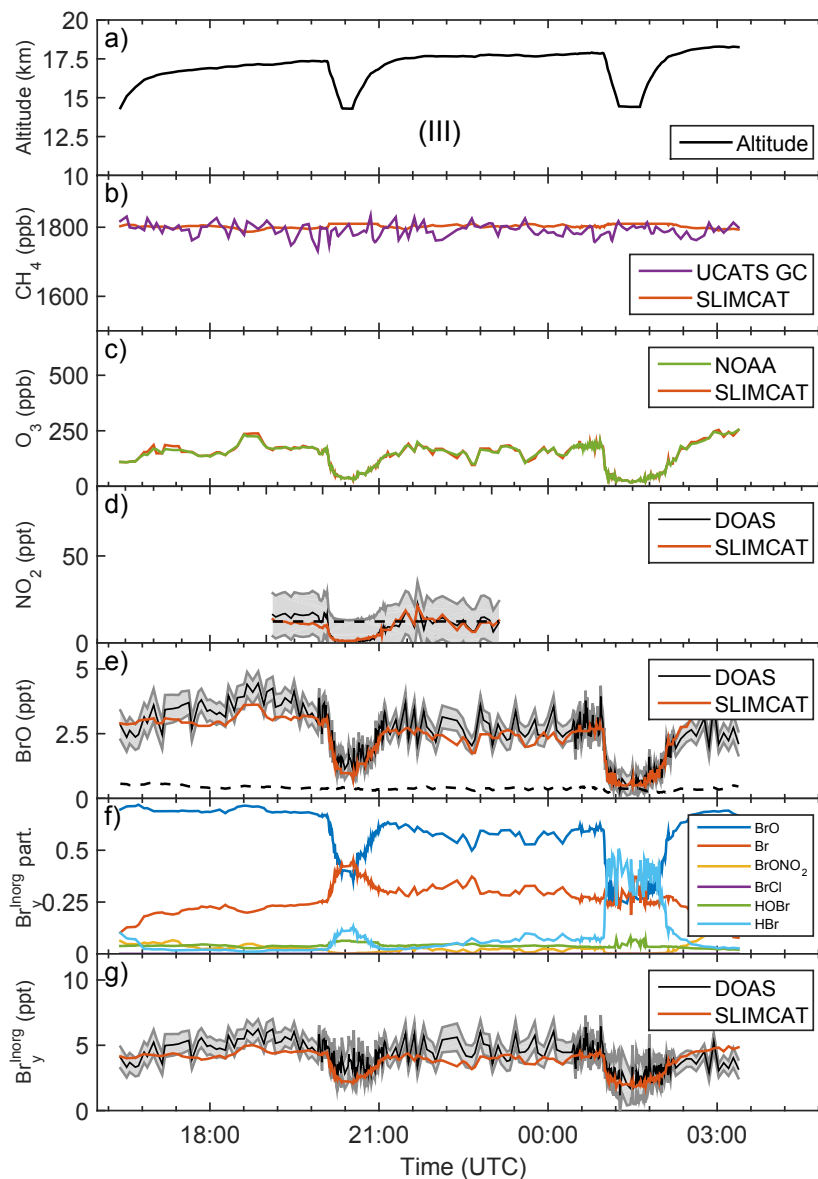 a)
20
17.5
15
12.5
10
Altitude (km)
(III)
Altitude
b)
1800
1600
CH4 (ppb)
UCATS GC
SLIMCAT
c)
500
250
0
O3 (ppb)
NOAA
SLIMCAT
d)
50
0
NO2 (ppt)
DOAS
SLIMCAT
e)
5
2.5
0
BrO (ppt)
DOAS
SLIMCAT
f)
0.5
0.25
0
Bry^Inorg part.
BrO
Br
BrONO2
BrCl
HOBr
HBr
g)
10
5
0
Bry^Inorg (ppt)
DOAS
SLIMCAT
18:00 21:00 00:00 03:00
Time (UTC)